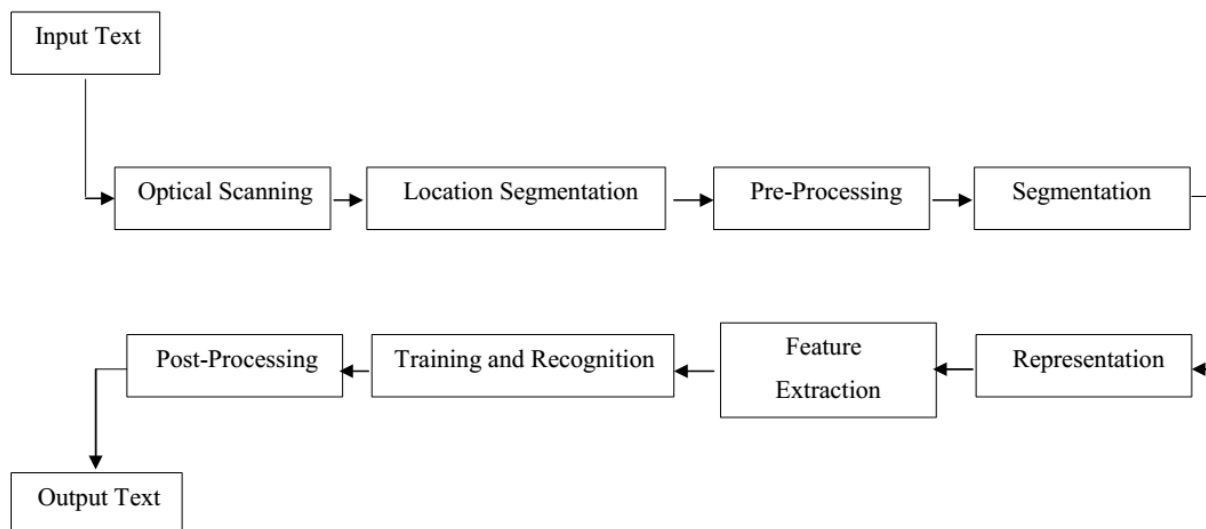 Input Text
Optical Scanning
Location Segmentation
Pre-Processing
Segmentation
Representation
Feature
Extraction
Training and Recognition
Post-Processing
Output Text